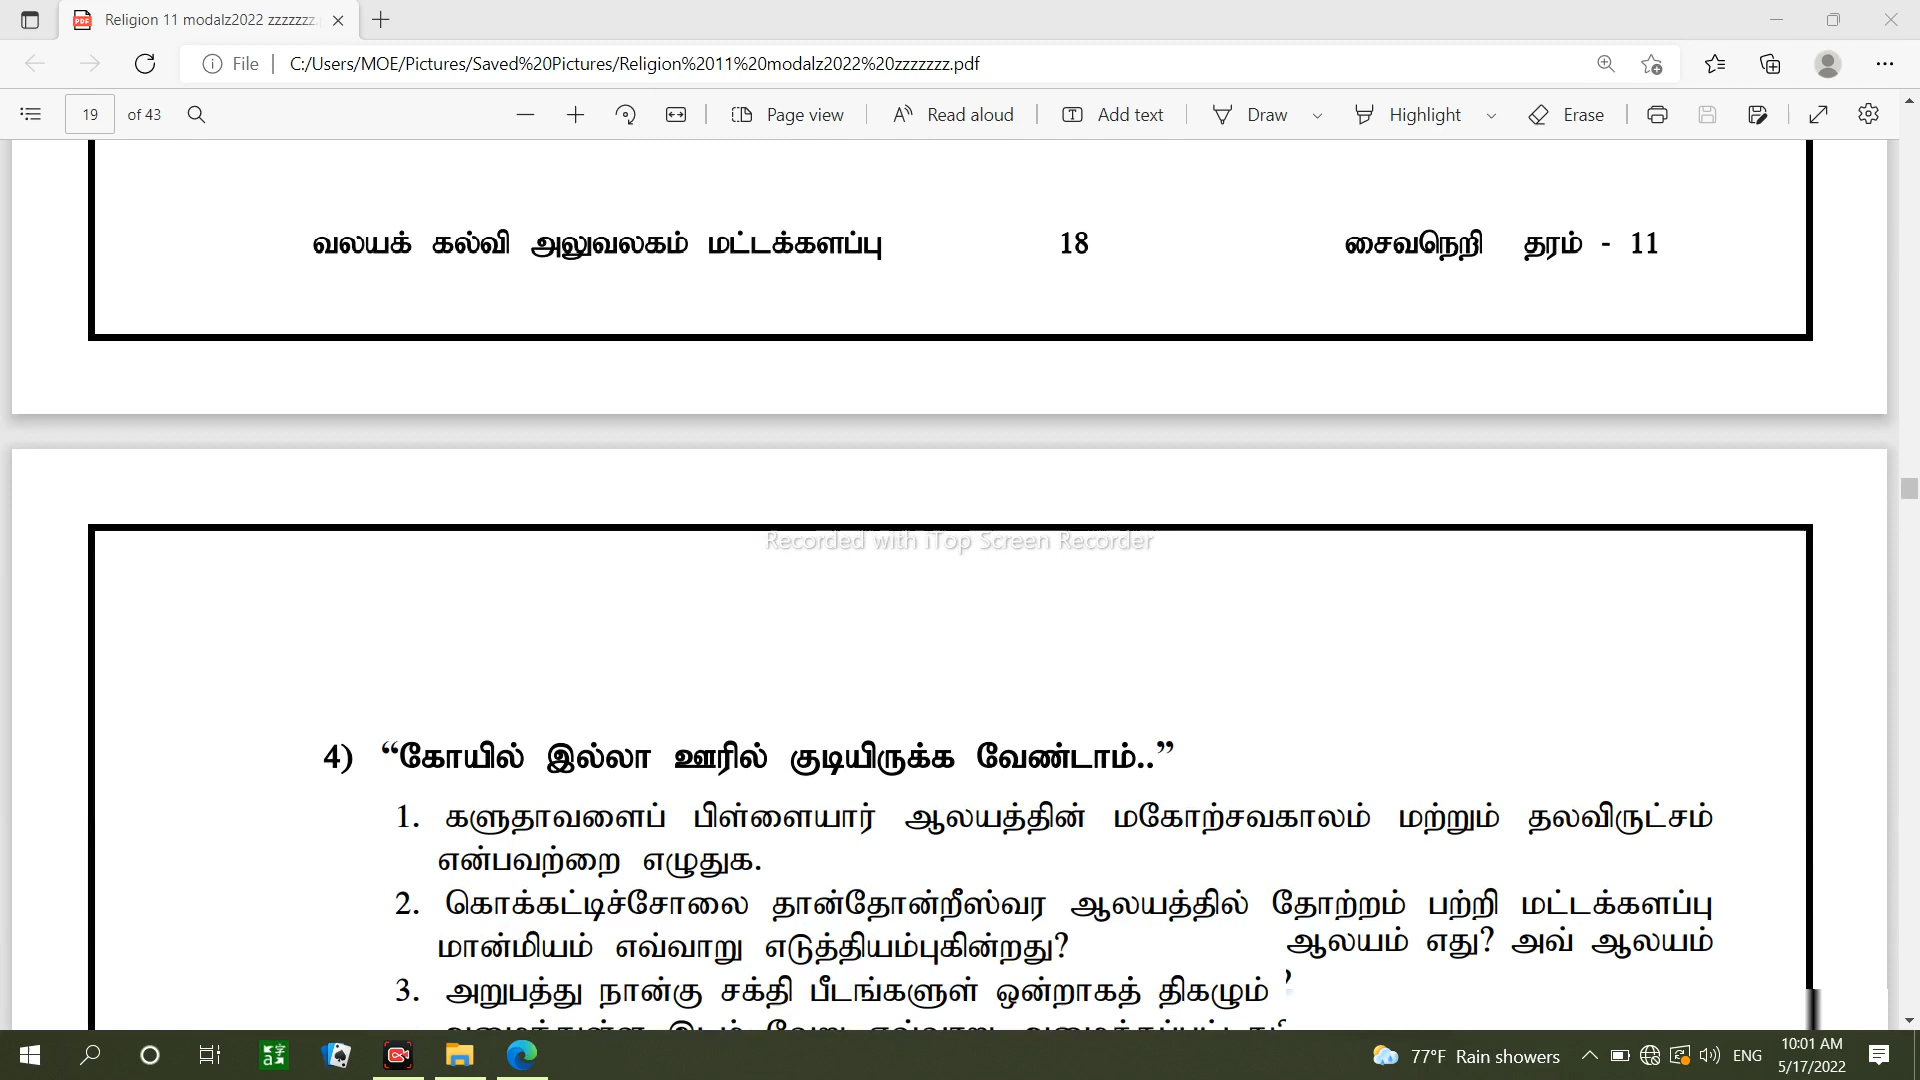 Religion 11 modalz2022 zzzzzzz.
File
C:/Users/MOE/Pictures/Saved%20Pictures/Religion%2011%20modalz2022%20zzzzzzz.pdf
19 of 43
Page view
Read aloud
Add text
Draw
Highlight
Erase
வலயக் கல்வி அலுவலகம் மட்டக்களப்பு 18 சைவநெறி தரம் - 11
Recorded with iTop Screen Recorder
4) “கோயில் இல்லா ஊரில் குடியிருக்க வேண்டாம்..”
1. களுதாவளைப் பிள்ளையார் ஆலயத்தின் மகோற்சவகாலம் மற்றும் தலவிருட்சம்
என்பவற்றை எழுதுக.
2. கொக்கட்டிச்சோலை தான்தோன்றீஸ்வர ஆலயத்தில் தோற்றம் பற்றி மட்டக்களப்பு
மான்மியம் எவ்வாறு எடுத்தியம்புகின்றது?
ஆலயம் எது? அவ் ஆலயம்
3. அறுபத்து நான்கு சக்தி பீடங்களுள் ஒன்றாகத் திகழும்
77°F Rain showers
ENG
10:01 AM
5/17/2022